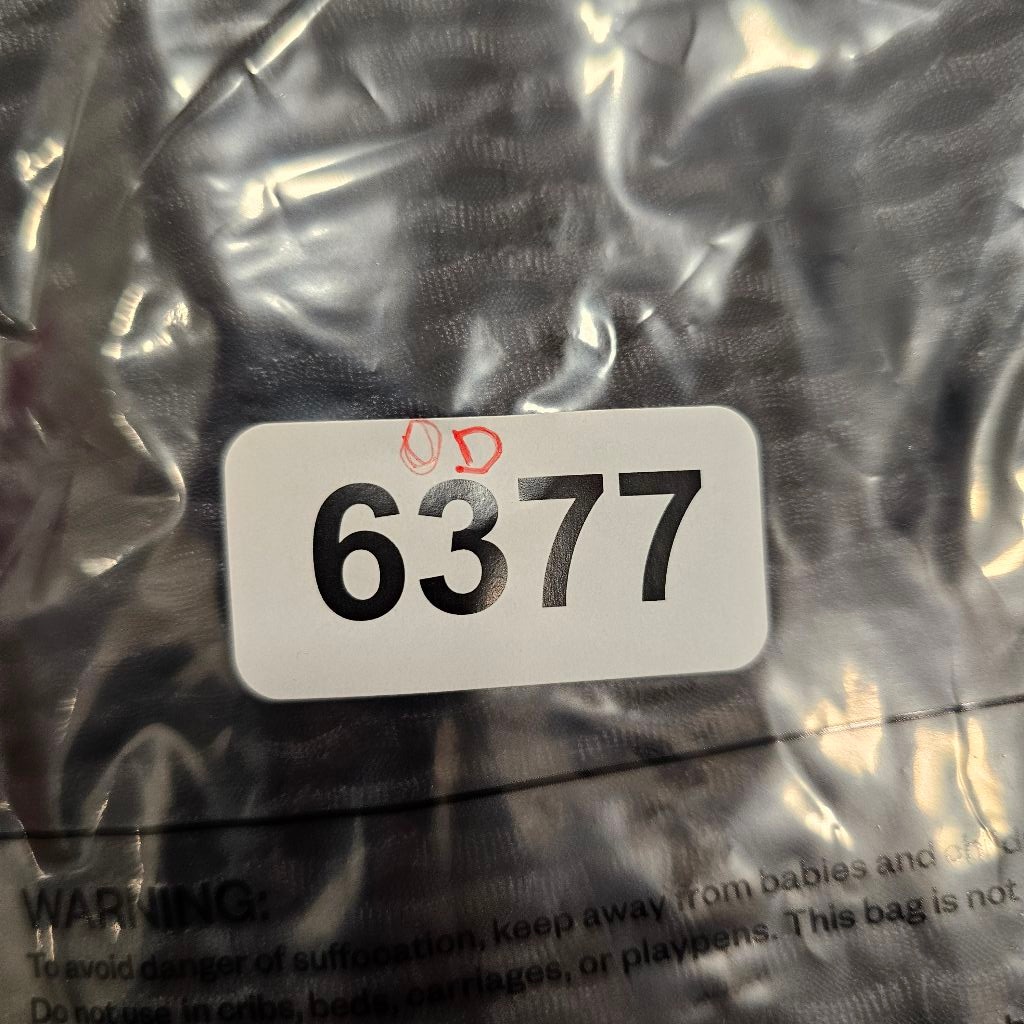 OD
6377
WARNING:
To avoid danger of suffocation, keep away from babies and child
Do not use in cribs, beds, carriages, or playpens. This bag is not